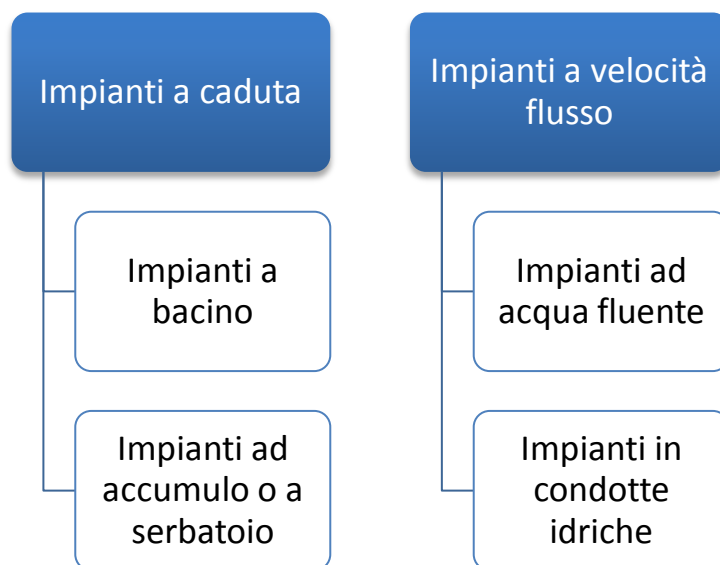 Impianti a caduta
Impianti a
bacino
Impianti ad
accumulo o a
serbatoio
Impianti a velocità
flusso
Impianti ad
acqua fluente
Impianti in
condotte
idriche